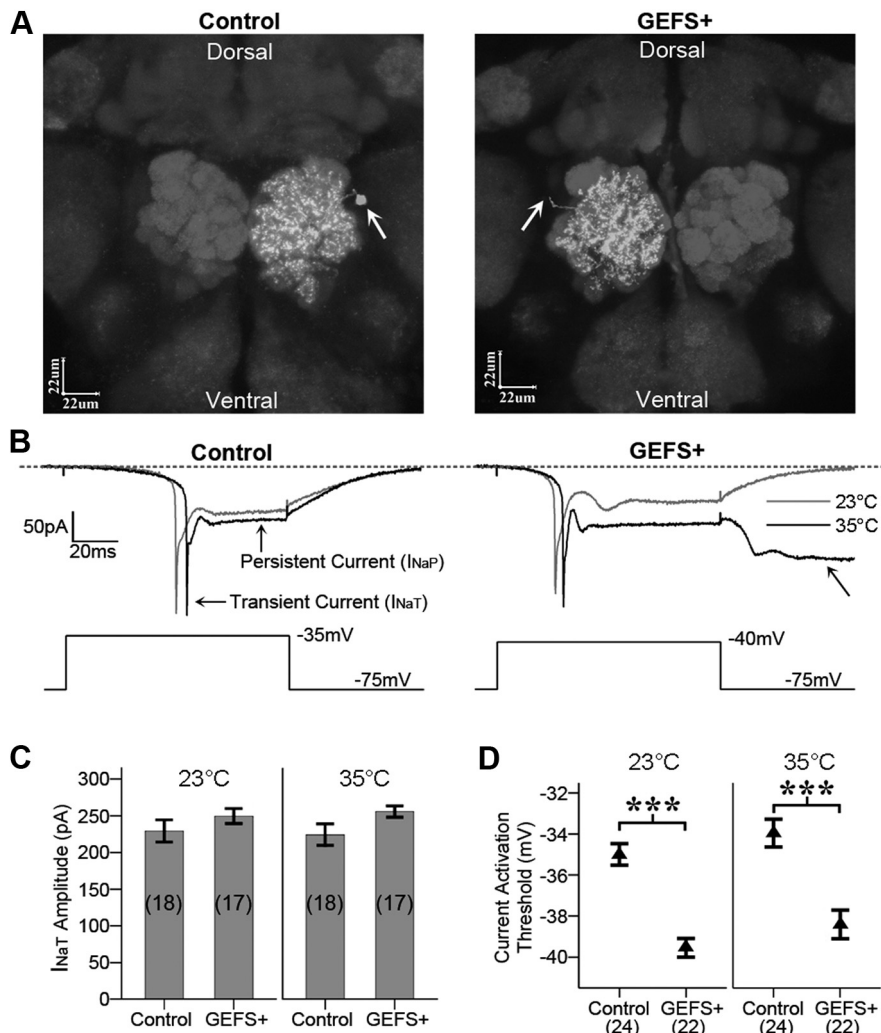 A
Control
GEFS+
Dorsal
Dorsal
22um
22um
Ventral
22um
22um
Ventral
B
Control
GEFS+
50pA
20ms
Persistent Current (INaP)
Transient Current (INaT)
23°C
35°C
-35mV
-75mV
-40mV
-75mV
C
INaT Amplitude (pA)
300
250
200
150
100
50
0
23°C
35°C
(18)
(17)
(18)
(17)
Control
GEFS+
Control
GEFS+
D
Current Activation
Threshold (mV)
-32
-34
-36
-38
-40
23°C
35°C
***
***
Control
(24)
GEFS+
(22)
Control
(24)
GEFS+
(22)